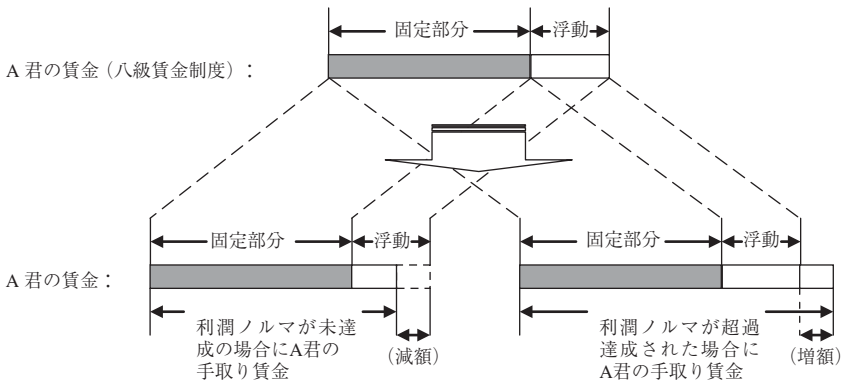 固定部分 浮動
A 君の賃金（八級賃金制度）：
固定部分 浮動 固定部分 浮動
A 君の賃金：
利潤ノルマが未達
成の場合にA君の
手取り賃金
（減額）
利潤ノルマが超過
達成された場合に
A君の手取り賃金
（増額）